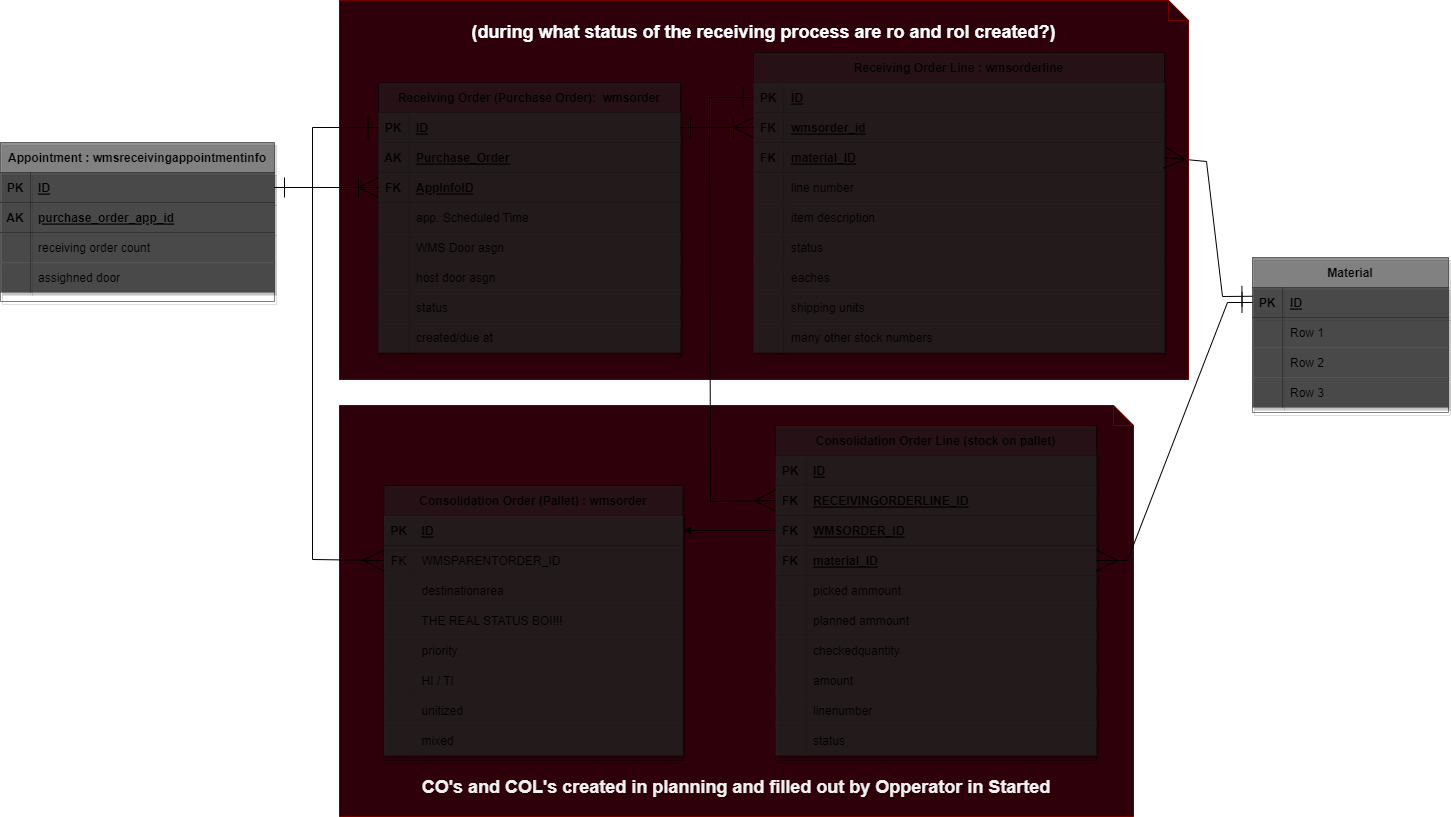 (during what status of the receiving process are ro and rol created?)
Appointment : wmsreceivingappointmentinfo
PK ID
AK purchase_order_app_id
receiving order count
assighned door
Receiving Order (Purchase Order): wmsorder
PK ID
AK Purchase_Order
FK AppInfoID
app. Scheduled Time
WMS Door asgn
host door asgn
status
created/due at
Receiving Order Line : wmsorderline
PK ID
FK wmsorder_id
FK material_ID
line number
item description
status
eaches
shipping units
many other stock numbers
Material
PK ID
Row 1
Row 2
Row 3
Consolidation Order (Pallet) : wmsorder
PK ID
FK WMSPARENTORDER_ID
destinationarea
THE REAL STATUS BOI!!!!
priority
HI / TI
unitized
mixed
Consolidation Order Line (stock on pallet)
PK ID
FK RECEIVINGORDERLINE_ID
FK WMSORDER_ID
FK material_ID
picked ammount
planned ammount
checkedquantity
amount
linenumber
status
CO's and COL's created in planning and filled out by Opperator in Started